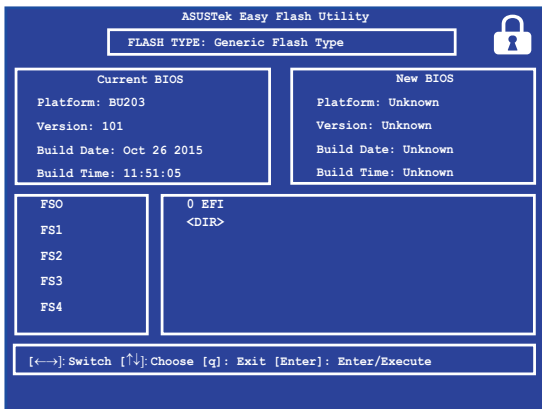 ASUSTek Easy Flash Utility
FLASH TYPE: Generic Flash Type
Current BIOS
Platform: BU203
Version: 101
Build Date: Oct 26 2015
Build Time: 11:51:05
New BIOS
Platform: Unknown
Version: Unknown
Build Date: Unknown
Build Time: Unknown
FSO
FS1
FS2
FS3
FS4
0 EFI
<DIR>
[←→]: Switch [↑↓]: Choose [q]: Exit [Enter]: Enter/Execute